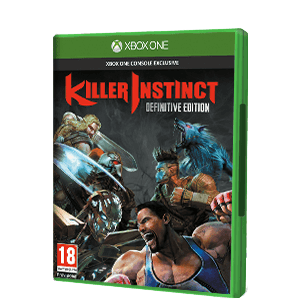 XBOX ONE
XBOX ONE CONSOLE EXCLUSIVE
KILLER INSTINCT
DEFINITIVE EDITION
18